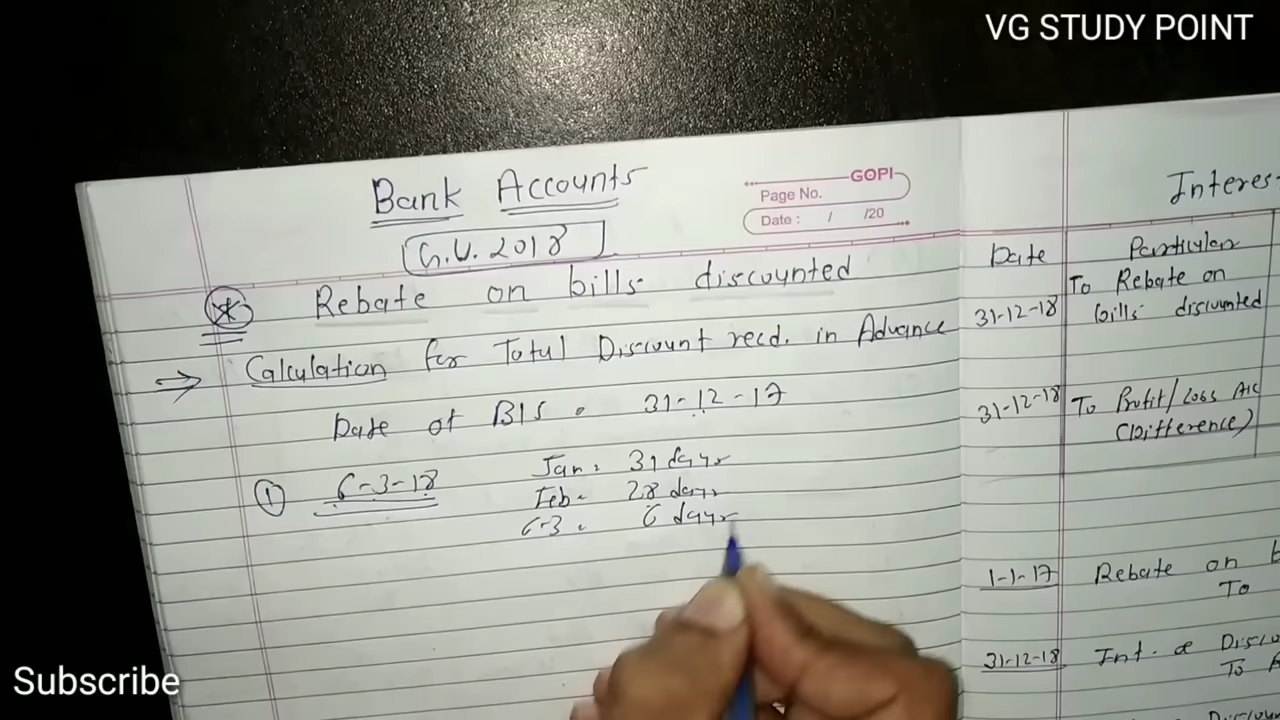 VG STUDY POINT
Bank Accounts
GOPI
Page No.
Date : / /20
G.U. 2018
* Rebate on bills discounted
⇒ Calculation for Total Discount recd. in Advance
Date of B/S = 31-12-17
① 6-3-18
Jan = 31 days
Feb = 28 days
6-3 = 6 days
Interes
Date Particular
To Rebate on
31-12-18 bills discounted
31-12-18 To Profit/Loss A/c
(Difference)
1-1-17 Rebate on b
To
31-12-18 Int. & Discou
To
Discoun
Subscribe